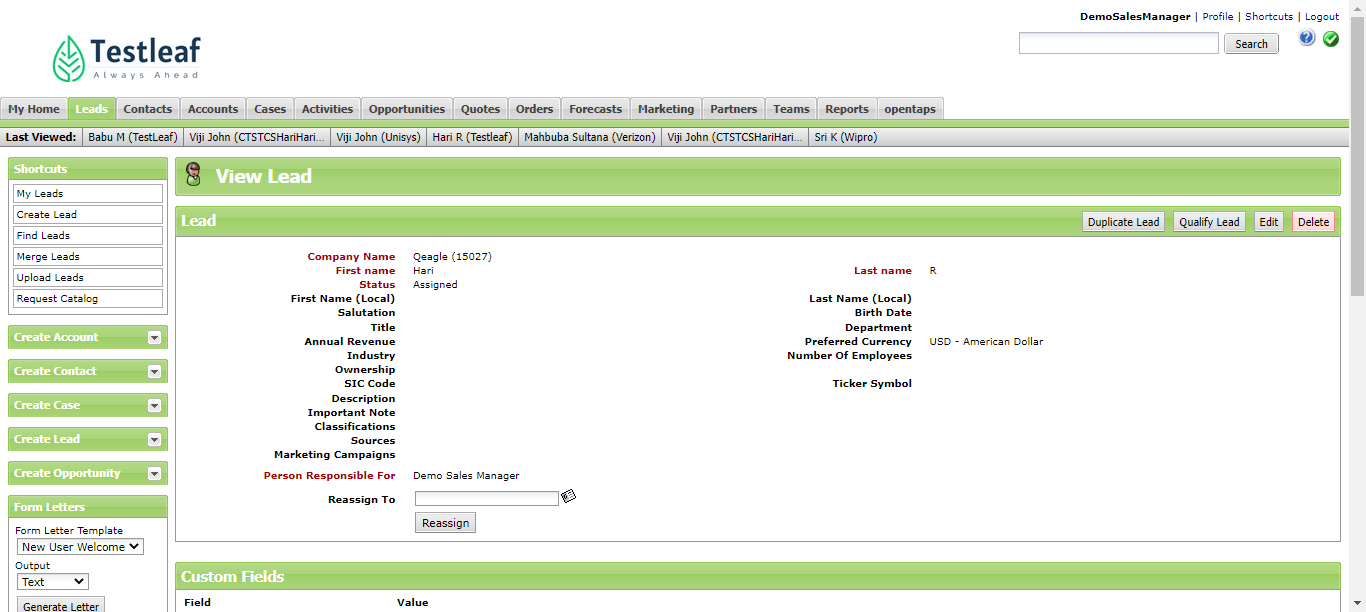 DemoSalesManager | Profile | Shortcuts | Logout
Testleaf
Always Ahead
Search
My Home Leads Contacts Accounts Cases Activities Opportunities Quotes Orders Forecasts Marketing Partners Teams Reports opentaps
Last Viewed: Babu M (TestLeaf) Viji John (CTSTCSHariHari... Viji John (Unisys) Hari R (Testleaf) Mahbuba Sultana (Verizon) Viji John (CTSTCSHariHari... Sri K (Wipro)
Shortcuts
My Leads
Create Lead
Find Leads
Merge Leads
Upload Leads
Request Catalog
Create Account
Create Contact
Create Case
Create Lead
Create Opportunity
Form Letters
Form Letter Template
New User Welcome
Output
Text
Generate Letter
View Lead
Lead Duplicate Lead Qualify Lead Edit Delete
Company Name Qeagle (15027)
First name Hari Last name R
Status Assigned
First Name (Local) Last Name (Local)
Salutation Birth Date
Title Department
Annual Revenue Preferred Currency USD - American Dollar
Industry Number Of Employees
Ownership
SIC Code Ticker Symbol
Description
Important Note
Classifications
Sources
Marketing Campaigns
Person Responsible For Demo Sales Manager
Reassign To
Reassign
Custom Fields
Field Value